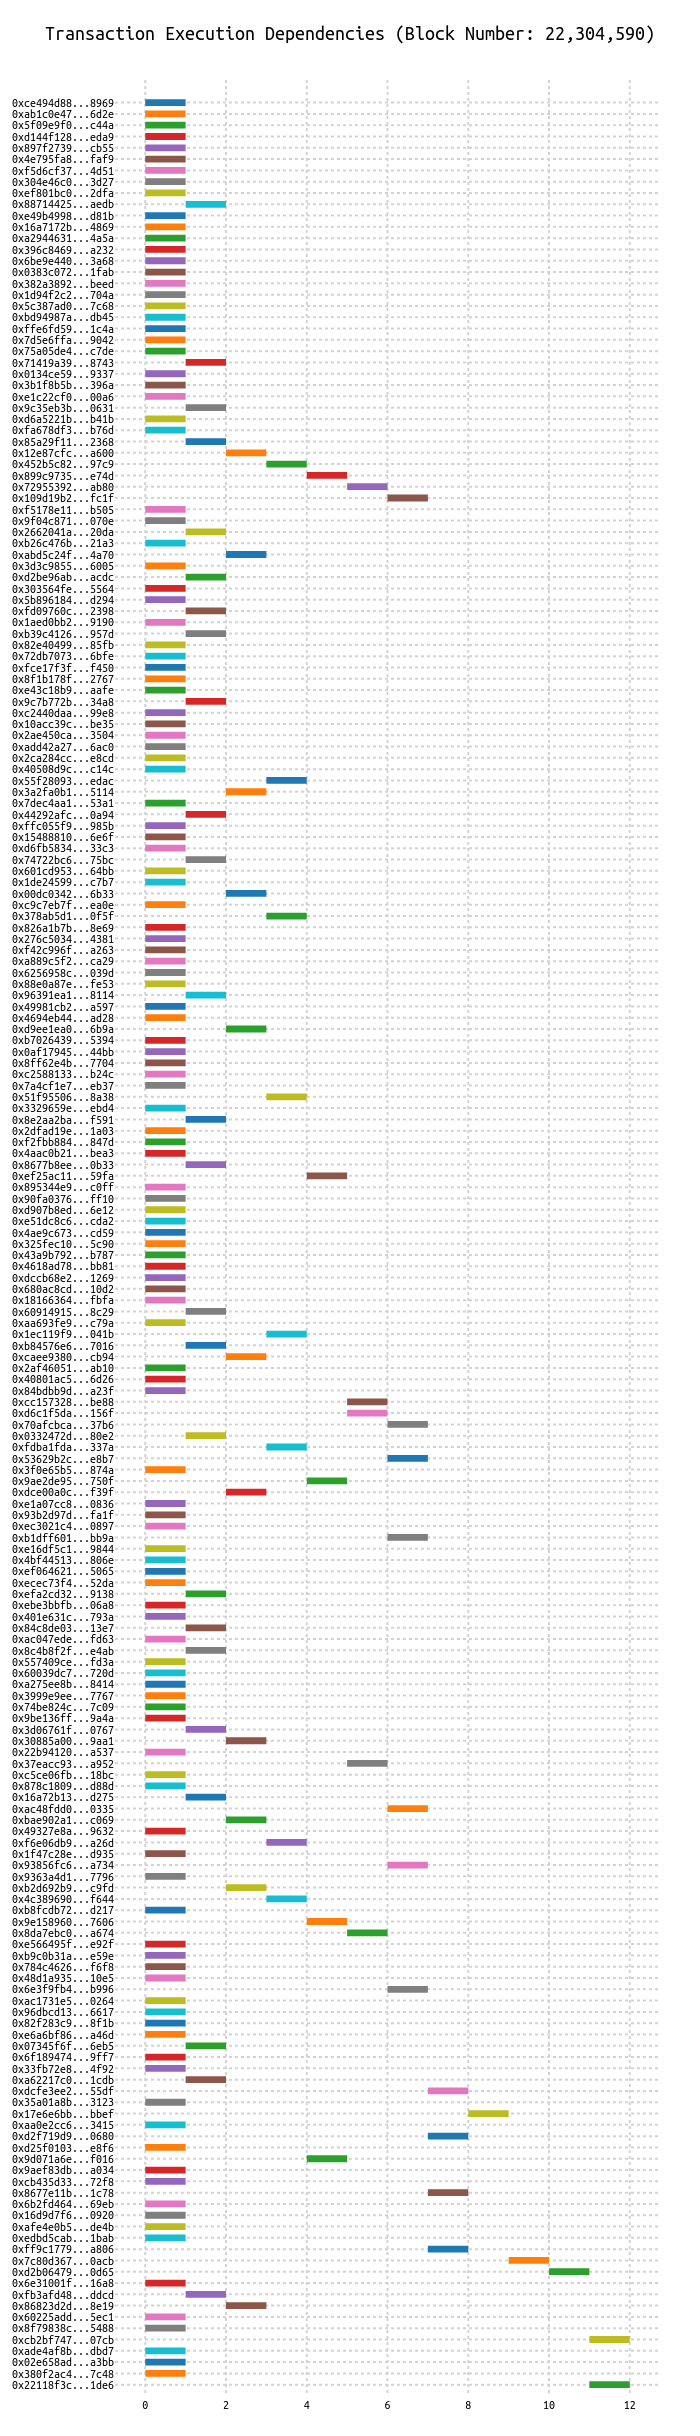 Transaction Execution Dependencies (Block Number: 22,304,590)
0xce494d88...8969
0xab1c0e47...6d2e
0x5f09e9f0...c44a
0xd144f128...eda9
0x897f2739...cb55
0x4e795fa8...faf9
0xf5d6cf37...4d51
0x304e46c0...3d27
0xef801bc0...2dfa
0x88714425...aedb
0xe49b4998...d81b
0x16a7172b...4869
0xa2944631...4a5a
0x396c8469...a232
0x6be9e440...3a68
0x0383c072...1fab
0x382a3892...beed
0x1d94f2c2...704a
0x5c387ad0...7c68
0xbd94987a...db45
0xffe6fd59...1c4a
0x7d5e6ffa...9042
0x75a05de4...c7de
0x71419a39...8743
0x0134ce59...9337
0x3b1f8b5b...396a
0xe1c22cf0...00a6
0x9c35eb3b...0631
0xd6a5221b...b41b
0xfa678df3...b76d
0x85a29f11...2368
0x12e87cfc...a600
0x452b5c82...97c9
0x899c9735...e74d
0x72955392...ab80
0x109d19b2...fc1f
0xf5178e11...b505
0x9f04c871...070e
0x2662041a...20da
0xb26c476b...21a3
0xabd5c24f...4a70
0x3d3c9855...6005
0xd2be96ab...acdc
0x303564fe...5564
0x5b896184...d294
0xfd09760c...2398
0x1aed0bb2...9190
0xb39c4126...957d
0x82e40499...85fb
0x72db7073...6bfe
0xfce17f3f...f450
0x8f1b178f...2767
0xe43c18b9...aafe
0x9c7b772b...34a8
0xc2440daa...99e8
0x10acc39c...be35
0x2ae450ca...3504
0xadd42a27...6ac0
0x2ca284cc...e8cd
0x40508d9c...c14c
0x55f28093...edac
0x3a2fa0b1...5114
0x7dec4aa1...53a1
0x44292afc...0a94
0xffc055f9...985b
0x15488810...6e6f
0xd6fb5834...33c3
0x74722bc6...75bc
0x601cd953...64bb
0x1de24599...c7b7
0x00dc0342...6b33
0xc9c7eb7f...ea0e
0x378ab5d1...0f5f
0x826a1b7b...8e69
0x276c5034...4381
0xf42c996f...a263
0xa889c5f2...ca29
0x6256958c...039d
0x88e0a87e...fe53
0x96391ea1...8114
0x49981cb2...a597
0x4694eb44...ad28
0xd9ee1ea0...6b9a
0xb7026439...5394
0x0af17945...44bb
0x8ff62e4b...7704
0xc2588133...b24c
0x7a4cf1e7...eb37
0x51f95506...8a38
0x3329659e...ebd4
0x8e2aa2ba...f591
0x2dfad19e...1a03
0xf2fbb884...847d
0x4aac0b21...bea3
0x8677b8ee...0b33
0xef25ac11...59fa
0x895344e9...c0ff
0x90fa0376...ff10
0xd907b8ed...6e12
0xe51dc8c6...cda2
0x4ae9c673...cd59
0x325fec10...5c90
0x43a9b792...b787
0x4618ad78...bb81
0xdccb68e2...1269
0x680ac8cd...10d2
0x18166364...fbfa
0x60914915...8c29
0xaa693fe9...c79a
0x1ec119f9...041b
0xb84576e6...7016
0xcaee9380...cb94
0x2af46051...ab10
0x40801ac5...6d26
0x84bdbb9d...a23f
0xcc157328...be88
0xd6c1f5da...156f
0x70afcbca...37b6
0x0332472d...80e2
0xfdba1fda...337a
0x53629b2c...e8b7
0x3f0e65b5...874a
0x9ae2de95...750f
0xdce00a0c...f39f
0xe1a07cc8...0836
0x93b2d97d...fa1f
0xec3021c4...0897
0xb1dff601...bb9a
0xe16df5c1...9844
0x4bf44513...806e
0xef064621...5065
0xecec73f4...52da
0xefa2cd32...9138
0xebe3bbfb...06a8
0x401e631c...793a
0x84c8de03...13e7
0xac047ede...fd63
0x8c4b8f2f...e4ab
0x557409ce...fd3a
0x60039dc7...720d
0xa275ee8b...8414
0x3999e9ee...7767
0x74be824c...7c09
0x9be136ff...9a4a
0x3d06761f...0767
0x30885a00...9aa1
0x22b94120...a537
0x37eacc93...a952
0xc5ce06fb...18bc
0x878c1809...d88d
0x16a72b13...d275
0xac48fdd0...0335
0xbae902a1...c069
0x49327e8a...9632
0xf6e06db9...a26d
0x1f47c28e...d935
0x93856fc6...a734
0x9363a4d1...7796
0xb2d692b9...c9fd
0x4c389690...f644
0xb8fcdb72...d217
0x9e158960...7606
0x8da7ebc0...a674
0xe566495f...e92f
0xb9c0b31a...e59e
0x784c4626...f6f8
0x48d1a935...10e5
0x6e3f9fb4...b996
0xac1731e5...0264
0x96dbcd13...6617
0x82f283c9...8f1b
0xe6a6bf86...a46d
0x07345f6f...6eb5
0x6f189474...9ff7
0x33fb72e8...4f92
0xa62217c0...1cdb
0xdcfe3ee2...55df
0x35a01a8b...3123
0x17e6e6bb...bbef
0xaa0e2cc6...3415
0xd2f719d9...0680
0xd25f0103...e8f6
0x9d071a6e...f016
0x9aef83db...a034
0xcb435d33...72f8
0x8677e11b...1c78
0x6b2fd464...69eb
0x16d9d7f6...0920
0xafe4e0b5...de4b
0xedbd5cab...1bab
0xff9c1779...a806
0x7c80d367...0acb
0xd2b06479...0d65
0x6e31001f...16a8
0xfb3afd48...ddcd
0x86823d2d...8e19
0x60225add...5ec1
0x8f79838c...5488
0xcb2bf747...07cb
0xade4af8b...dbd7
0x02e658ad...a3bb
0x380f2ac4...7c48
0x22118f3c...1de6
0 2 4 6 8 10 12